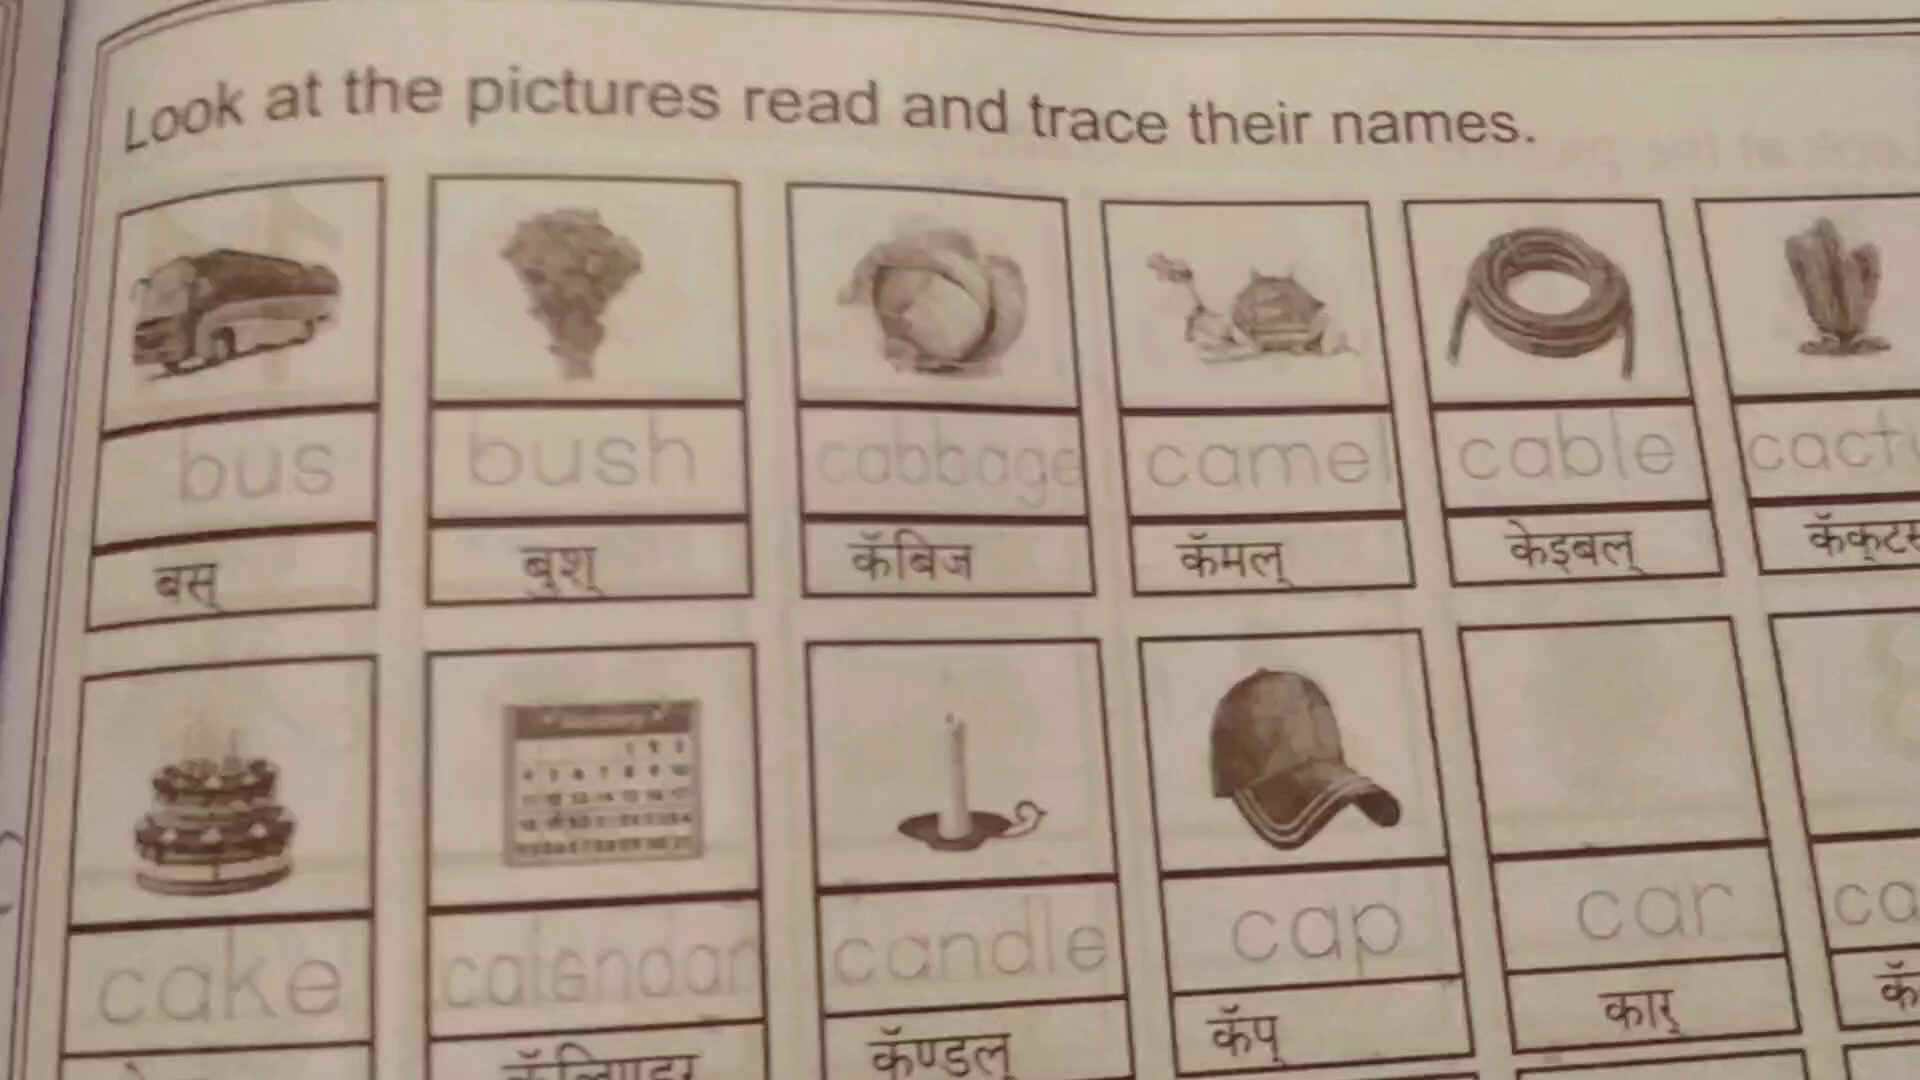 Look at the pictures read and trace their names.
bus bush cabbage camel cable
बस् बुश् कॅबिज कॅमल् केइबल्
cake calendar candle cap car
कॅण्डल् कॅप् कार्